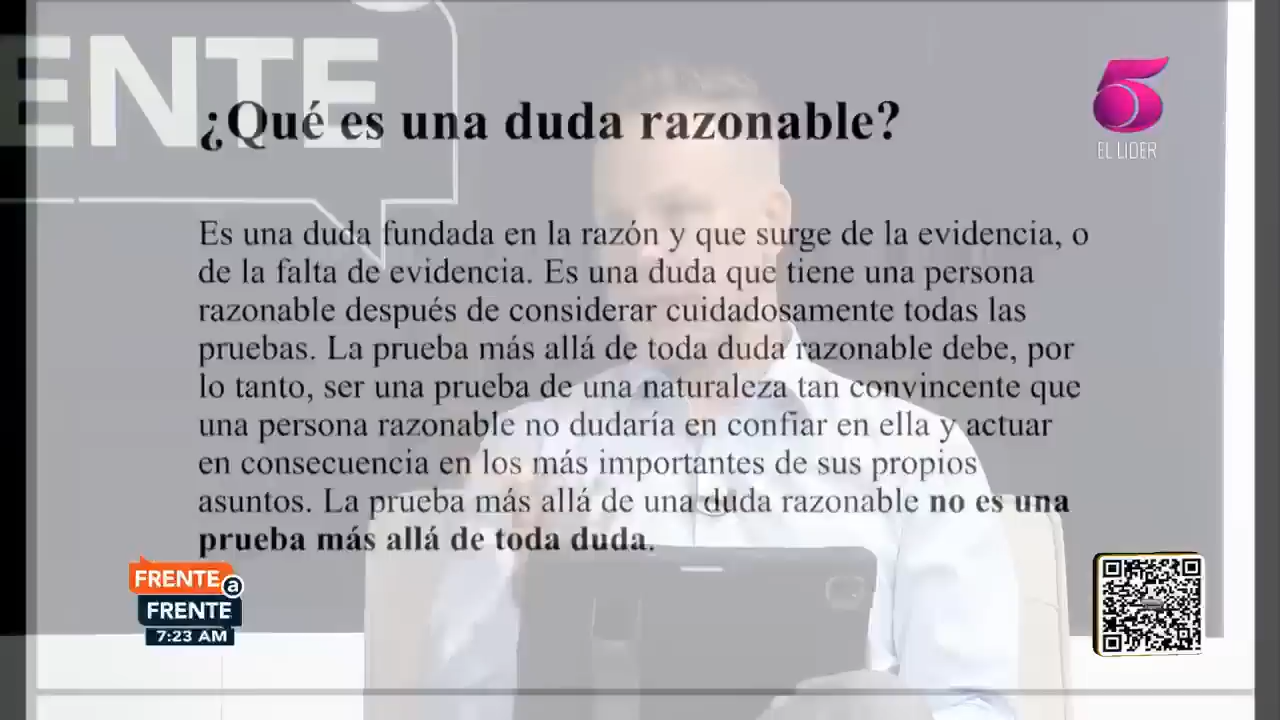 ENTE
¿Qué es una duda razonable?
5
EL LIDER
Es una duda fundada en la razón y que surge de la evidencia, o
de la falta de evidencia. Es una duda que tiene una persona
razonable después de considerar cuidadosamente todas las
pruebas. La prueba más allá de toda duda razonable debe, por
lo tanto, ser una prueba de una naturaleza tan convincente que
una persona razonable no dudaría en confiar en ella y actuar
en consecuencia en los más importantes de sus propios
asuntos. La prueba más allá de una duda razonable no es una
prueba más allá de toda duda.
FRENTE a
FRENTE
7:23 AM